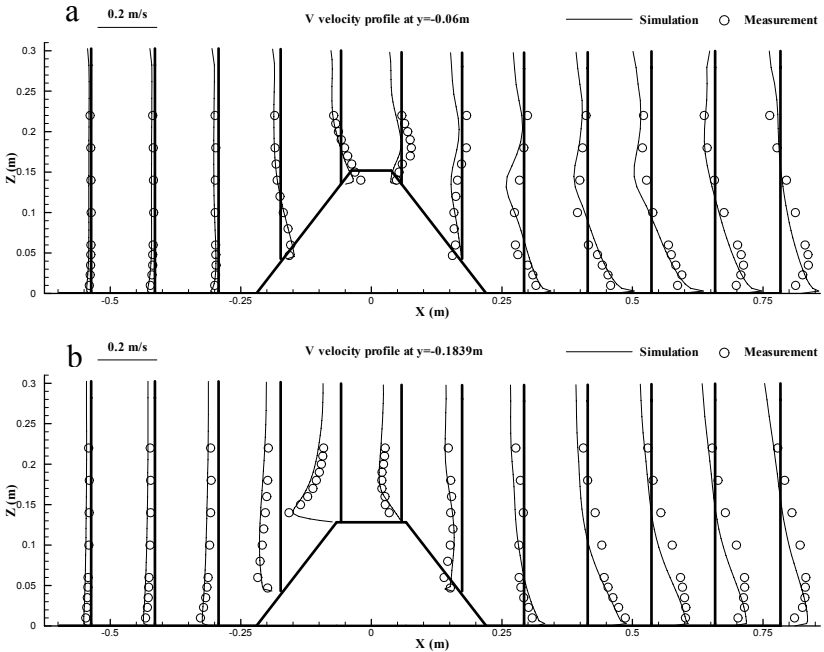 a
0.2 m/s
V velocity profile at y=-0.06m
Simulation
Measurement
0.3
0.2
0.15
0.1
0.05
0
Z (m)
-0.5
-0.25
0
0.25
0.5
0.75
X (m)
b
0.2 m/s
V velocity profile at y=-0.1839m
Simulation
Measurement
0.3
0.25
0.2
0.15
0.1
0.05
0
Z (m)
-0.5
-0.25
0
0.25
0.5
0.75
X (m)